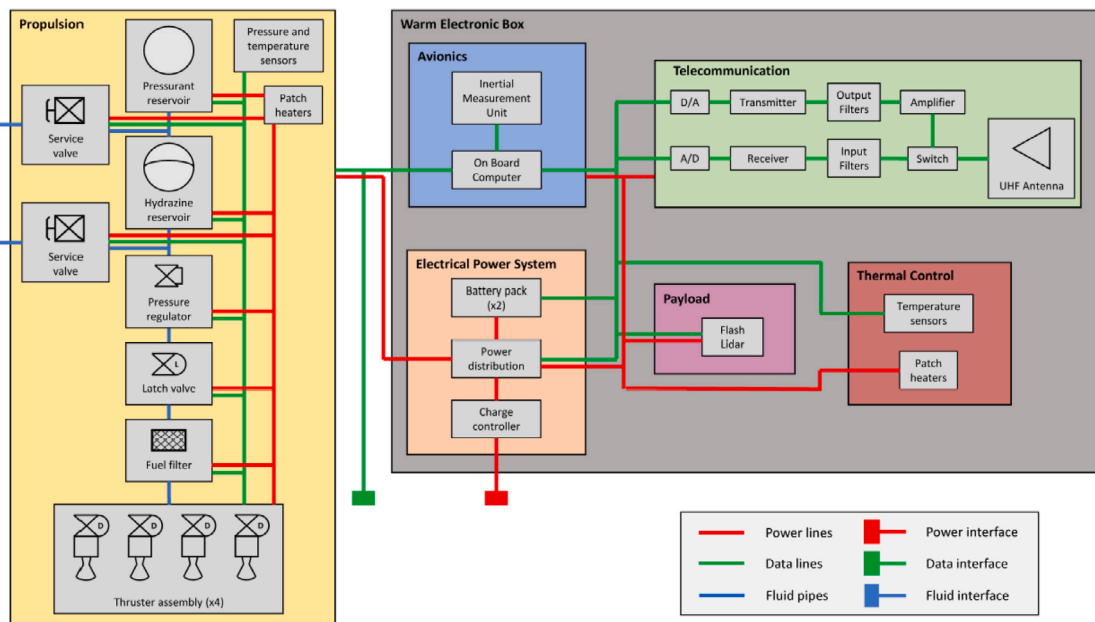 Propulsion
Pressurant
reservoir
Pressure and
temperature
sensors
Patch
heaters
Service
valve
Hydrazine
reservoir
Service
valve
Pressure
regulator
L
Latch valve
Fuel filter
D
D
D
D
Thruster assembly (x4)
Warm Electronic Box
Avionics
Inertial
Measurement
Unit
On Board
Computer
Telecommunication
D/A
Transmitter
Output
Filters
Amplifier
A/D
Receiver
Input
Filters
Switch
UHF Antenna
Electrical Power System
Battery pack
(x2)
Power
distribution
Charge
controller
Payload
Flash
Lidar
Thermal Control
Temperature
sensors
Patch
heaters
Power lines
Power interface
Data lines
Data interface
Fluid pipes
Fluid interface